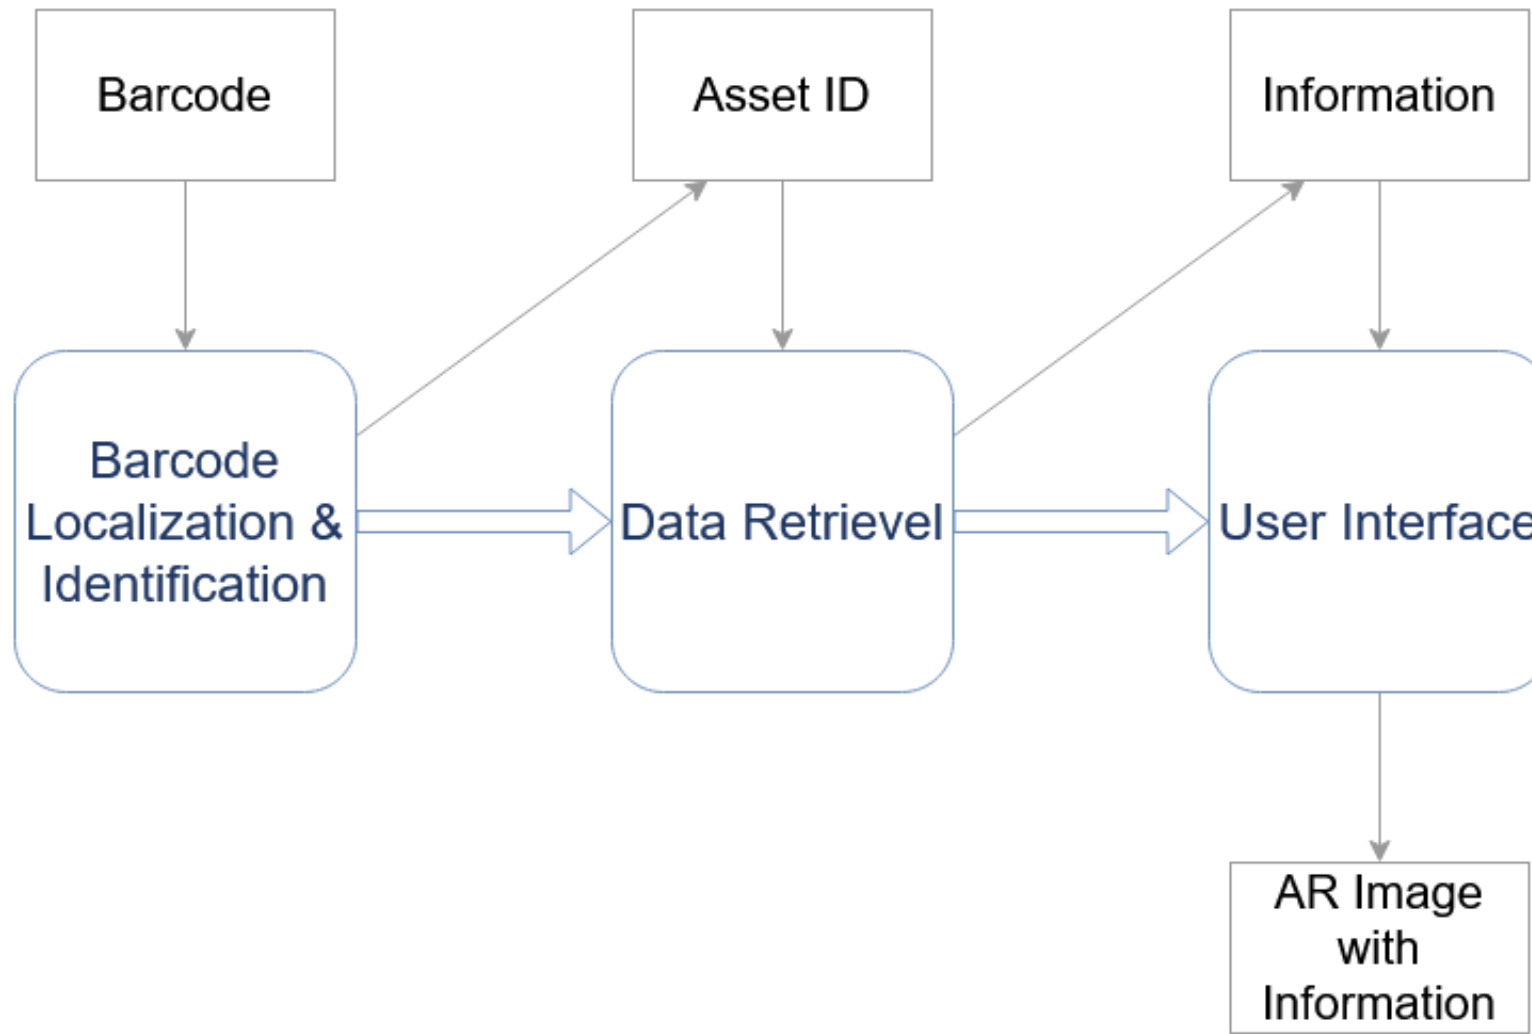 Barcode
Asset ID
Information
Barcode
Localization &
Identification
Data Retrievel
User Interface
AR Image
with
Information